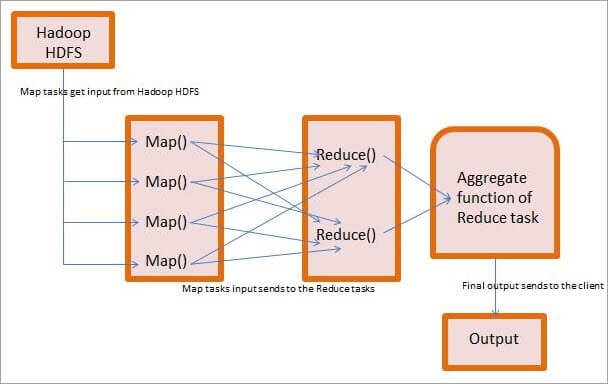 Hadoop
HDFS
Map tasks get input from Hadoop HDFS
Map()
Map()
Map()
Map()
Reduce()
Reduce()
Map tasks input sends to the Reduce tasks
Aggregate
function of
Reduce task
Final output sends to the client
Output